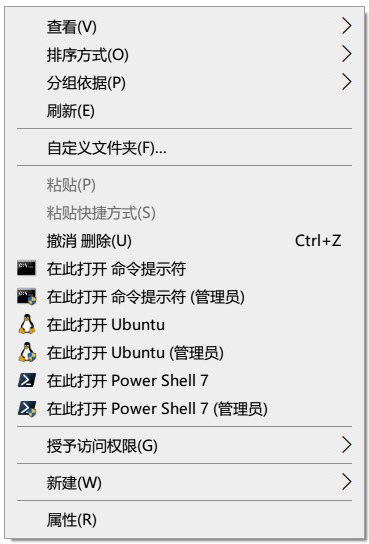 查看(V)
排序方式(O)
分组依据(P)
刷新(E)
自定义文件夹(F)...
粘贴(P)
粘贴快捷方式(S)
撤消 删除(U) Ctrl+Z
在此打开 命令提示符
在此打开 命令提示符 (管理员)
在此打开 Ubuntu
在此打开 Ubuntu (管理员)
在此打开 Power Shell 7
在此打开 Power Shell 7 (管理员)
授予访问权限(G)
新建(W)
属性(R)